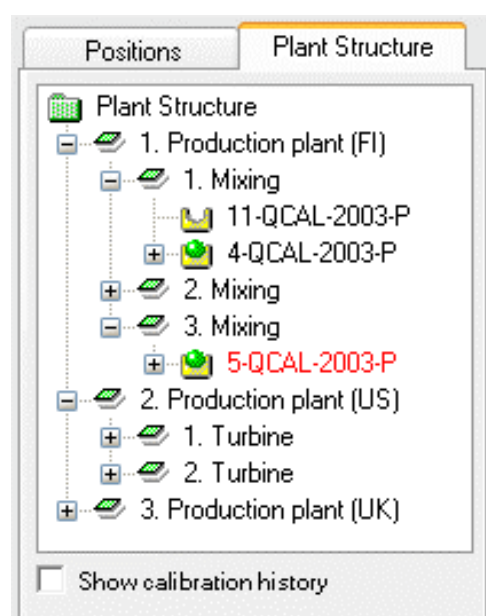 Positions
Plant Structure
Plant Structure
1. Production plant (FI)
1. Mixing
11-QCAL-2003-P
4-QCAL-2003-P
2. Mixing
3. Mixing
5-QCAL-2003-P
2. Production plant (US)
1. Turbine
2. Turbine
3. Production plant (UK)
Show calibration history